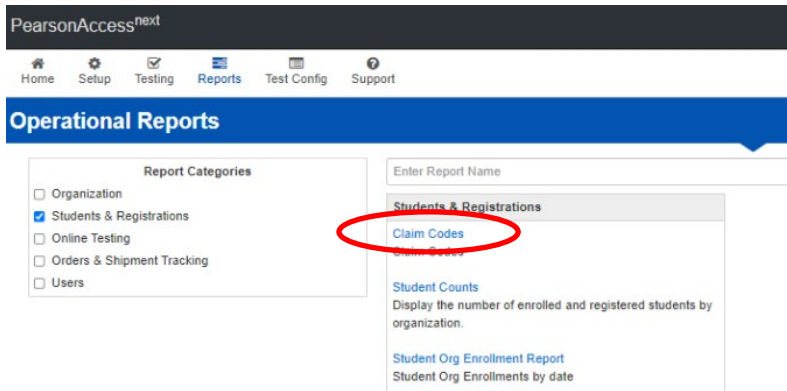 PearsonAccessnext
Home Setup Testing Reports Test Config Support
Operational Reports
Report Categories
Organization
Students & Registrations
Online Testing
Orders & Shipment Tracking
Users
Enter Report Name
Students & Registrations
Claim Codes
Claim Codes
Student Counts
Display the number of enrolled and registered students by
organization.
Student Org Enrollment Report
Student Org Enrollments by date